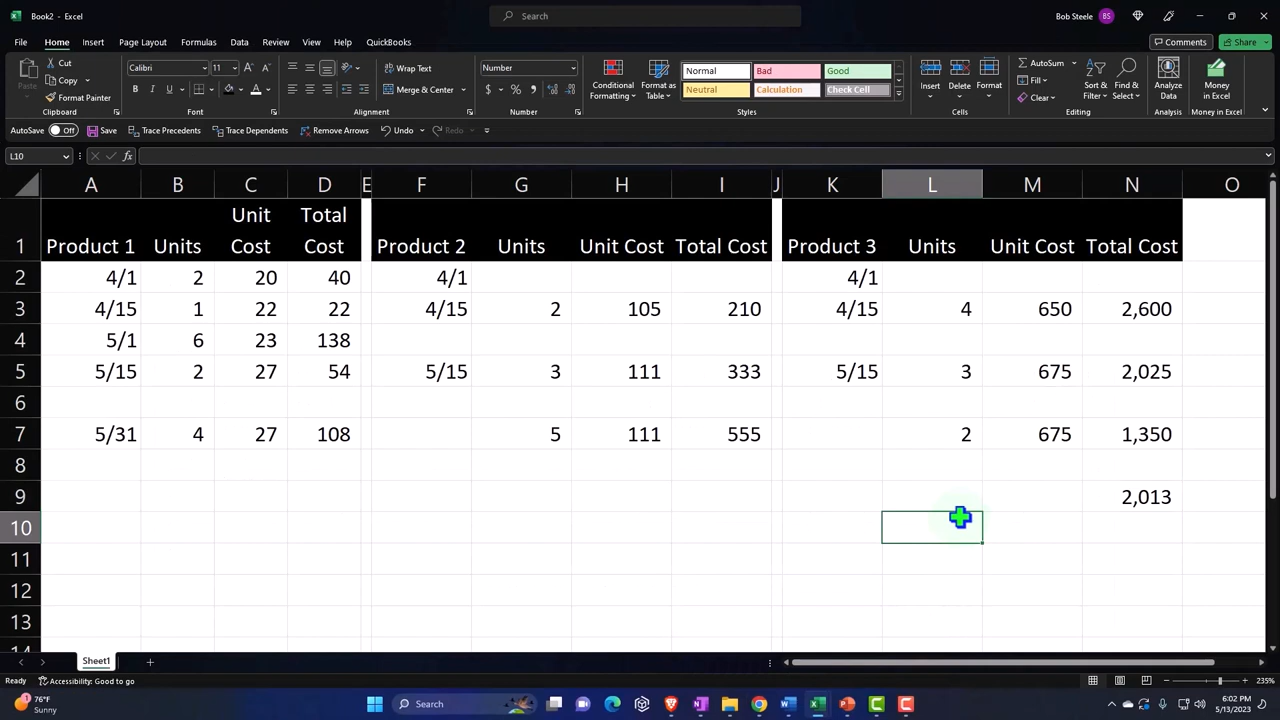 Book2 - Excel
Search
Bob Steele BS
File Home Insert Page Layout Formulas Data Review View Help QuickBooks
Comments Share
Paste
Cut
Copy
Format Painter
Clipboard
Calibri 11
B I U
Font
Wrap Text
Merge & Center
Alignment
Number
$ % 9
Number
Conditional Formatting
Format as Table
Normal Bad Good
Neutral Calculation Check Cell
Styles
Insert Delete Format
Cells
AutoSum
Fill
Clear
Sort & Filter
Find & Select
Editing
Analyze Data
Analysis
Money in Excel
Money in Excel
AutoSave Off Save Trace Precedents Trace Dependents Remove Arrows Undo Redo
L10 fx
A B C D E F G H I J K L M N O
1 Product 1 Units Unit Cost Total Cost Product 2 Units Unit Cost Total Cost Product 3 Units Unit Cost Total Cost
2 4/1 2 20 40 4/1 4/1
3 4/15 1 22 22 4/15 2 105 210 4/15 4 650 2,600
4 5/1 6 23 138
5 5/15 2 27 54 5/15 3 111 333 5/15 3 675 2,025
6
7 5/31 4 27 108 5 111 555 2 675 1,350
8
9 2,013
10
11
12
13
14
Sheet1
Ready Accessibility: Good to go 235%
76°F
Sunny
Search
6:02 PM
5/13/2023